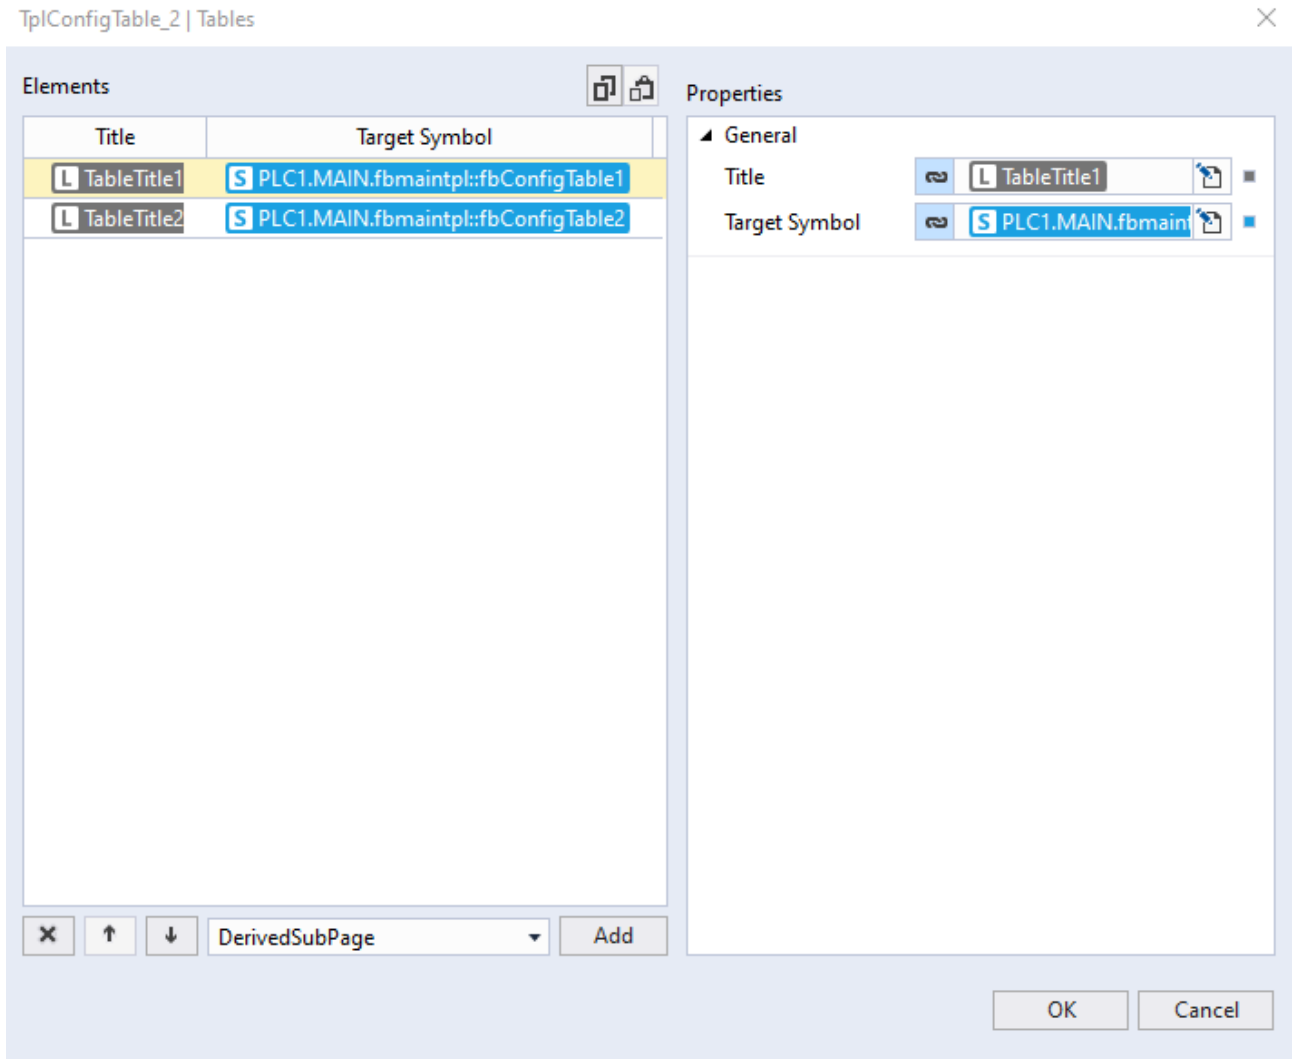 TplConfigTable_2 | Tables
Elements
Title Target Symbol
L TableTitle1 S PLC1.MAIN.fbmaintpl::fbConfigTable1
L TableTitle2 S PLC1.MAIN.fbmaintpl::fbConfigTable2
DerivedSubPage Add
Properties
General
Title L TableTitle1
Target Symbol S PLC1.MAIN.fbmain
OK Cancel